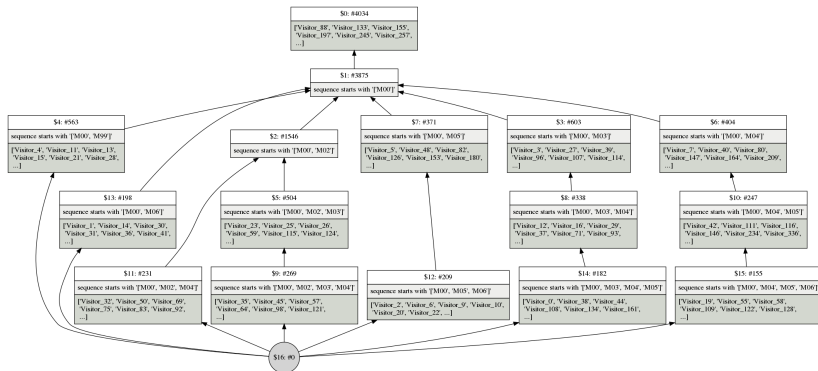 $0: #4034
['Visitor_88', 'Visitor_133', 'Visitor_155',
'Visitor_197', 'Visitor_245', 'Visitor_257',
...]
$1: #3875
sequence starts with '[M00']'
$4: #563
sequence starts with '[M00', 'M99']'
['Visitor_4', 'Visitor_11', 'Visitor_13',
'Visitor_15', 'Visitor_21', 'Visitor_28',
...]
$2: #1546
sequence starts with '[M00', 'M02']'
$7: #371
sequence starts with '[M00', 'M05']'
['Visitor_5', 'Visitor_48', 'Visitor_82',
'Visitor_126', 'Visitor_153', 'Visitor_180',
...]
$3: #603
sequence starts with '[M00', 'M03']'
['Visitor_3', 'Visitor_27', 'Visitor_39',
'Visitor_96', 'Visitor_107', 'Visitor_114',
...]
$6: #404
sequence starts with '[M00', 'M04']'
['Visitor_7', 'Visitor_40', 'Visitor_80',
'Visitor_147', 'Visitor_164', 'Visitor_209',
...]
$13: #198
sequence starts with '[M00', 'M06']'
['Visitor_1', 'Visitor_14', 'Visitor_30',
'Visitor_31', 'Visitor_36', 'Visitor_41',
...]
$5: #504
sequence starts with '[M00', 'M02', 'M03']'
['Visitor_23', 'Visitor_25', 'Visitor_26',
'Visitor_59', 'Visitor_115', 'Visitor_124',
...]
$8: #338
sequence starts with '[M00', 'M03', 'M04']'
['Visitor_12', 'Visitor_16', 'Visitor_29',
'Visitor_37', 'Visitor_71', 'Visitor_93',
...]
$10: #247
sequence starts with '[M00', 'M04', 'M05']'
['Visitor_42', 'Visitor_111', 'Visitor_116',
'Visitor_146', 'Visitor_234', 'Visitor_336',
...]
$11: #231
sequence starts with '[M00', 'M02', 'M04']'
['Visitor_32', 'Visitor_50', 'Visitor_69',
'Visitor_75', 'Visitor_83', 'Visitor_92',
...]
$9: #269
sequence starts with '[M00', 'M02', 'M03', 'M04']'
['Visitor_35', 'Visitor_45', 'Visitor_57',
'Visitor_64', 'Visitor_98', 'Visitor_121',
...]
$12: #209
sequence starts with '[M00', 'M05', 'M06']'
['Visitor_2', 'Visitor_6', 'Visitor_9', 'Visitor_10',
'Visitor_20', 'Visitor_22', ...]
$14: #182
sequence starts with '[M00', 'M03', 'M04', 'M05']'
['Visitor_0', 'Visitor_38', 'Visitor_44',
'Visitor_108', 'Visitor_134', 'Visitor_161',
...]
$15: #155
sequence starts with '[M00', 'M04', 'M05', 'M06']'
['Visitor_19', 'Visitor_55', 'Visitor_58',
'Visitor_109', 'Visitor_122', 'Visitor_128',
...]
$16: #0